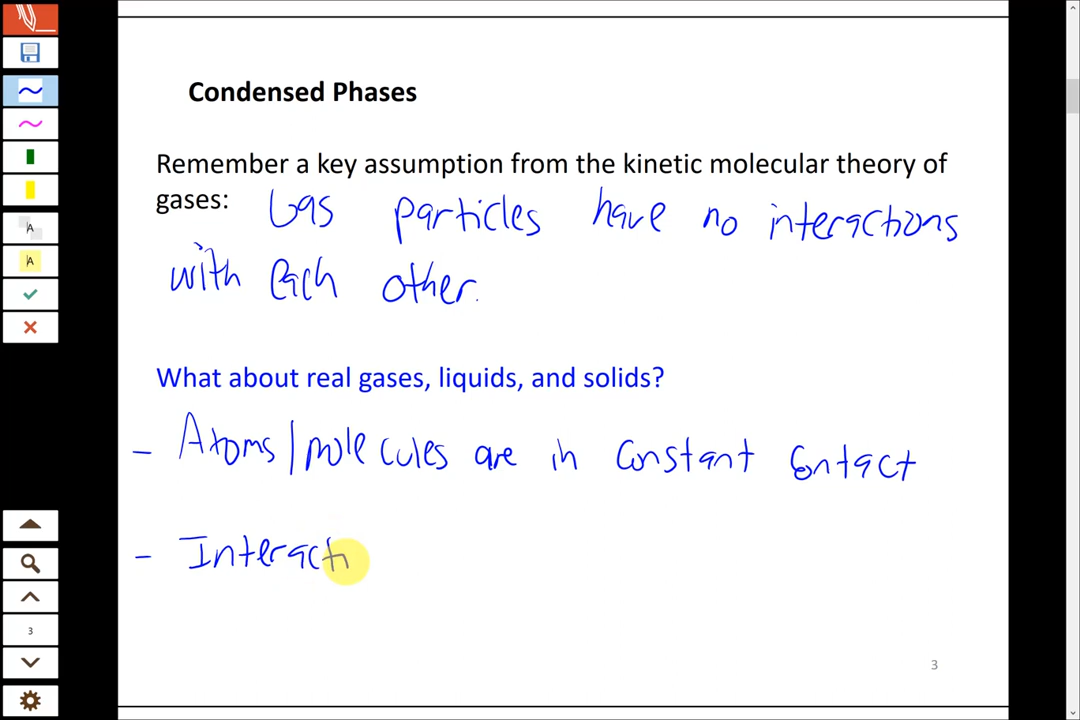 Condensed Phases
Remember a key assumption from the kinetic molecular theory of
gases: Gas particles have no interactions
with each other.
What about real gases, liquids, and solids?
- Atoms/molecules are in constant contact
- Interacti
3
3